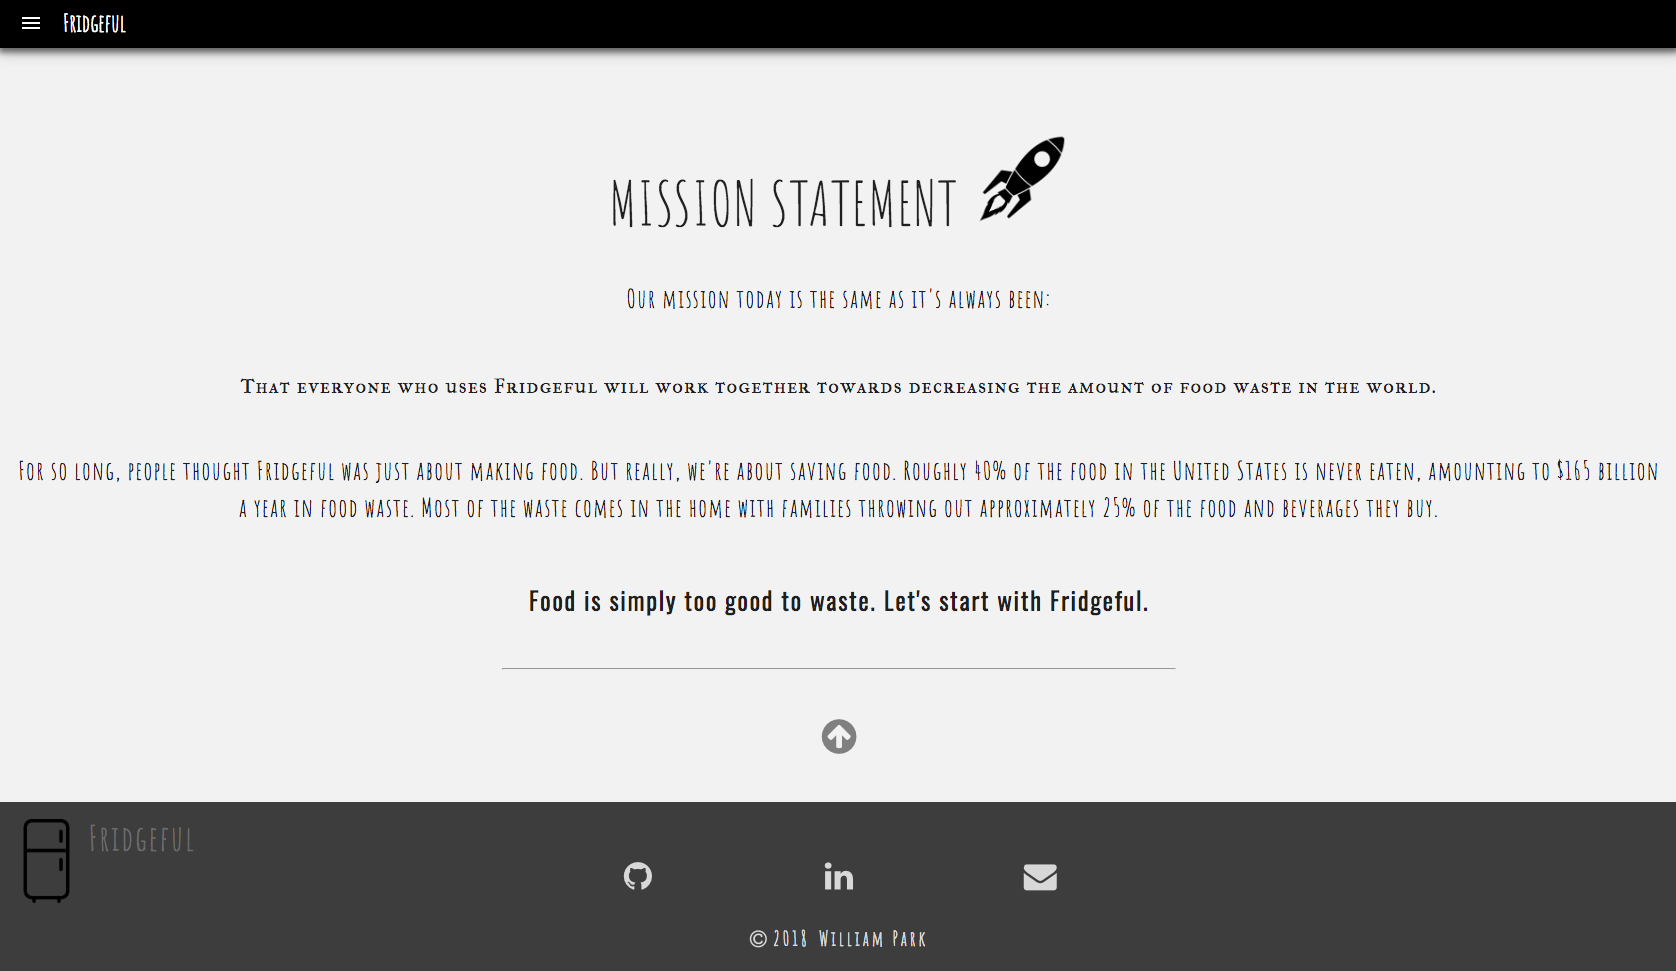 Fridgeful
MISSION STATEMENT
Our mission today is the same as it's always been:
That everyone who uses Fridgeful will work together towards decreasing the amount of food waste in the world.
For so long, people thought Fridgeful was just about making food. But really, we're about saving food. Roughly 40% of the food in the United States is never eaten, amounting to $165 billion
a year in food waste. Most of the waste comes in the home with families throwing out approximately 25% of the food and beverages they buy.
Food is simply too good to waste. Let's start with Fridgeful.
Fridgeful
© 2018 William Park